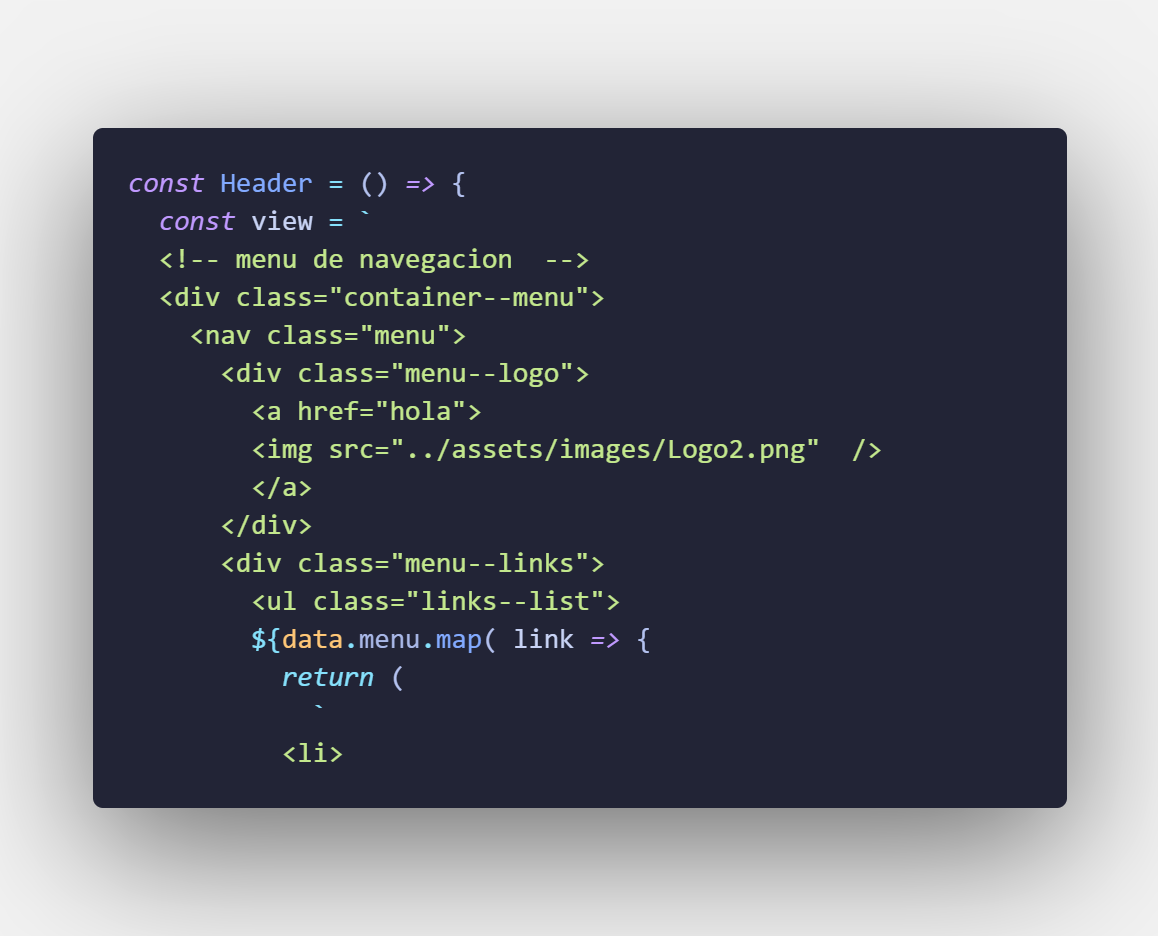 const Header = () => {
  const view = `
  <!-- menu de navegacion  -->
  <div class="container--menu">
    <nav class="menu">
      <div class="menu--logo">
        <a href="hola">
        <img src="../assets/images/Logo2.png"  />
        </a>
      </div>
      <div class="menu--links">
        <ul class="links--list">
        ${data.menu.map( link => {
          return (
            `
          <li>